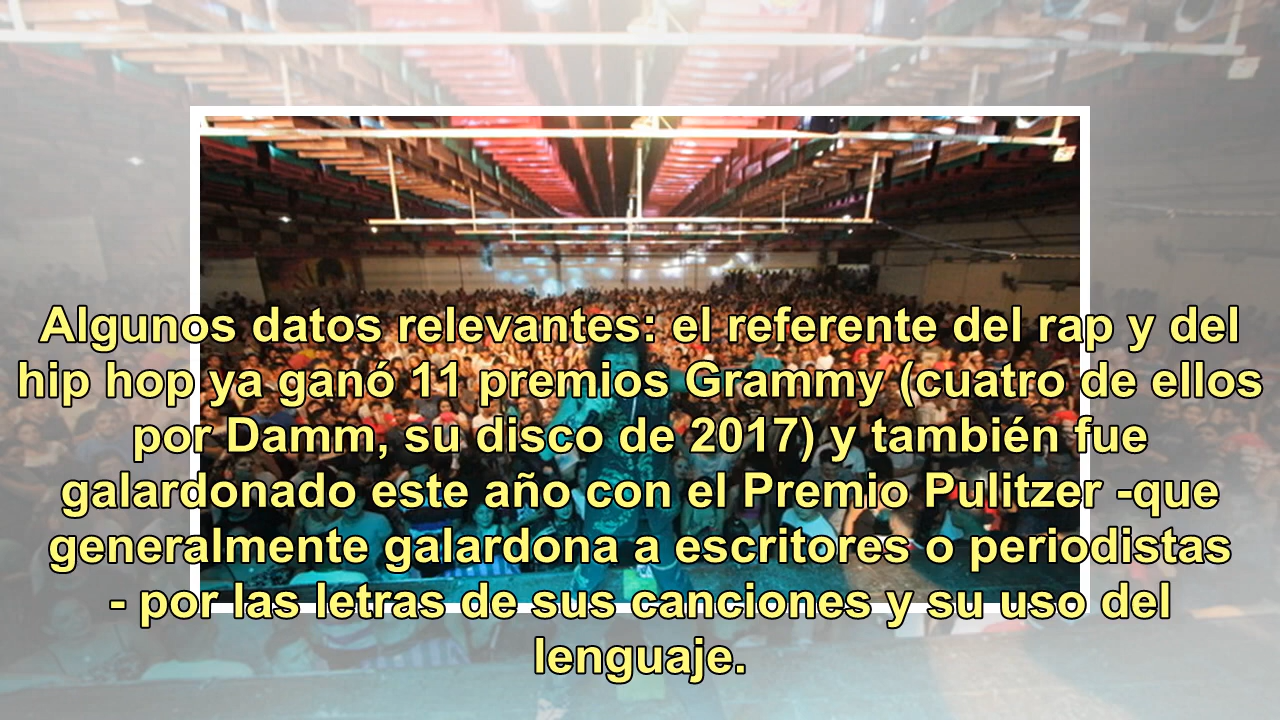 Algunos datos relevantes: el referente del rap y del
hip hop ya ganó 11 premios Grammy (cuatro de ellos
por Damm, su disco de 2017) y también fue
galardonado este año con el Premio Pulitzer -que
generalmente galardona a escritores o periodistas
- por las letras de sus canciones y su uso del
lenguaje.